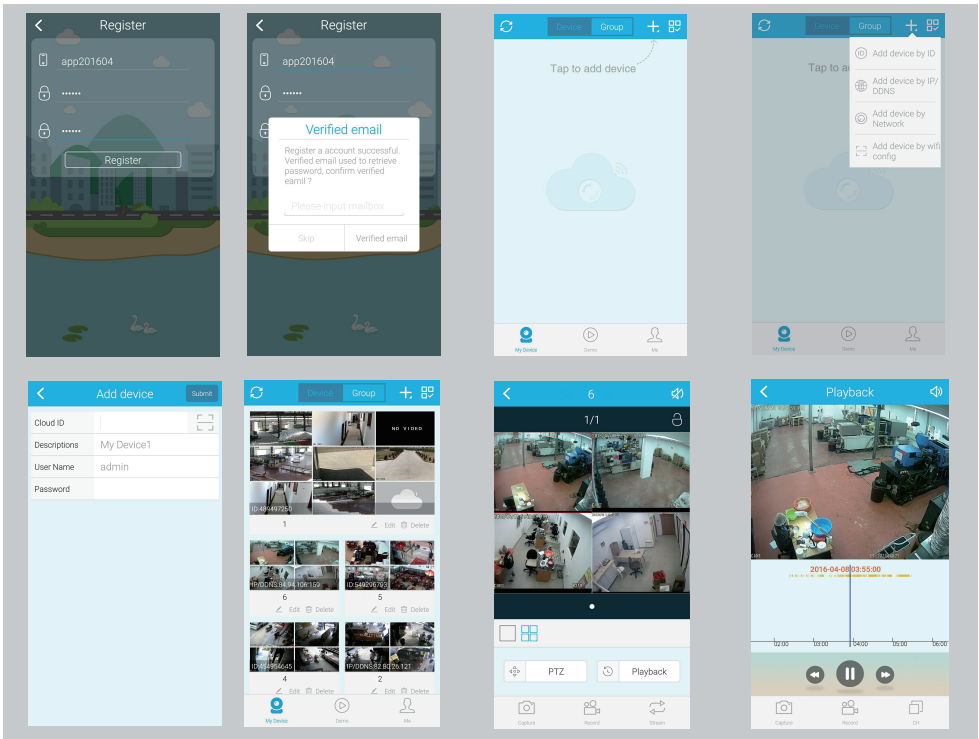 Register
app201604
••••••
••••••
Register
Register
app201604
••••••
Verified email
Register a account successful.
Verified email used to retrieve
password, confirm verified
eamil ?
Please input mailbox
Skip
Verified email
Device
Group
Tap to add device
My Device
Demo
Me
Device
Group
Tap to a
ID
Add device by ID
Add device by IP/
DDNS
Add device by
Network
Add device by wifi
config
My Device
Demo
Me
Add device
Submit
Cloud ID
Descriptions
My Device1
User Name
admin
Password
Device
Group
NO VIDEO
ID:489497250
1
Edit
Delete
IP/DDNS:84.94.106.159
6
Edit
Delete
ID:549296793
5
Edit
Delete
ID:454954645
4
Edit
Delete
IP/DDNS:82.80.26.121
2
Edit
Delete
My Device
Demo
Me
6
1/1
PTZ
Playback
Capture
Record
Stream
Playback
2016-04-08 03:55:00
02:00
03:00
04:00
05:00
06:00
Capture
Record